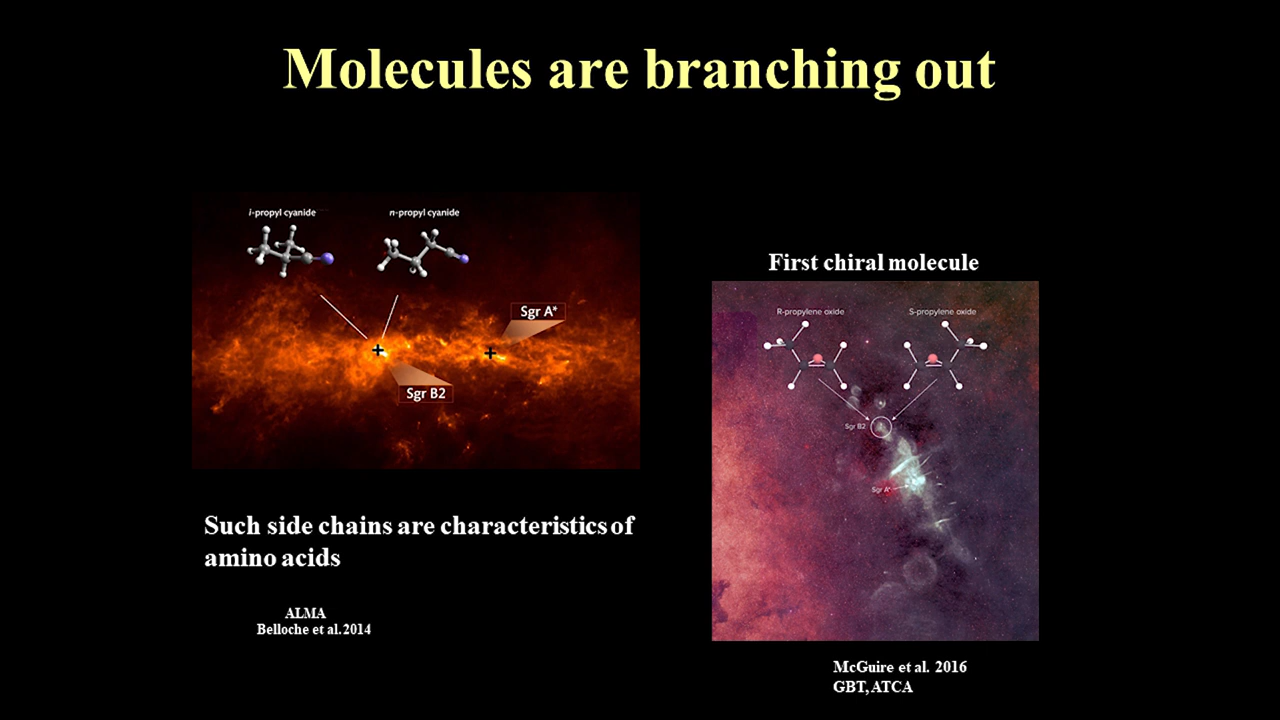 Molecules are branching out
i-propyl cyanide
n-propyl cyanide
Sgr A*
Sgr B2
Such side chains are characteristics of
amino acids
ALMA
Belloche et al. 2014
First chiral molecule
R-propylene oxide
S-propylene oxide
Sgr B2
Sgr A*
McGuire et al. 2016
GBT, ATCA